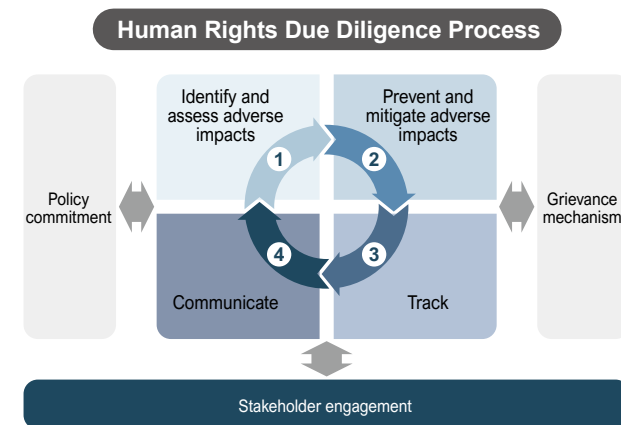 Human Rights Due Diligence Process
Identify and
assess adverse
impacts
Prevent and
mitigate adverse
impacts
1
2
Policy
commitment
Grievance
mechanism
4
3
Communicate
Track
Stakeholder engagement